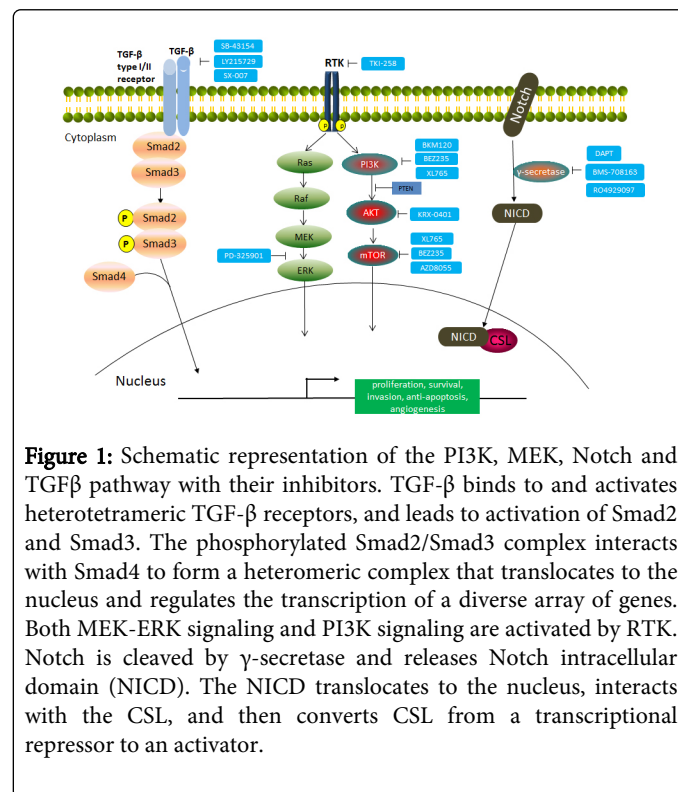 SB-43154
TGF-β
LY215729
TGF-β
type I/II
receptor
SX-007
RTK
TKI-258
Notch
Cytoplasm
P
P
Smad2
Smad3
Ras
PI3K
BKM120
BEZ235
XL765
PTEN
γ-secretase
DAPT
BMS-708163
RO4929097
Raf
AKT
KRX-0401
NICD
P
Smad2
P
Smad3
MEK
PD-325901
ERK
mTOR
XL765
BEZ235
AZD8055
Smad4
NICD
CSL
Nucleus
proliferation, survival,
invasion, anti-apoptosis,
angiogenesis
Figure 1: Schematic representation of the PI3K, MEK, Notch and
TGFβ pathway with their inhibitors. TGF-β binds to and activates
heterotetrameric TGF-β receptors, and leads to activation of Smad2
and Smad3. The phosphorylated Smad2/Smad3 complex interacts
with Smad4 to form a heteromeric complex that translocates to the
nucleus and regulates the transcription of a diverse array of genes.
Both MEK-ERK signaling and PI3K signaling are activated by RTK.
Notch is cleaved by γ-secretase and releases Notch intracellular
domain (NICD). The NICD translocates to the nucleus, interacts
with the CSL, and then converts CSL from a transcriptional
repressor to an activator.